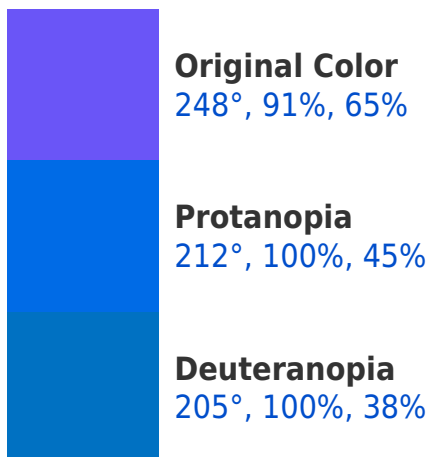 Original Color
248°, 91%, 65%
Protanopia
212°, 100%, 45%
Deuteranopia
205°, 100%, 38%